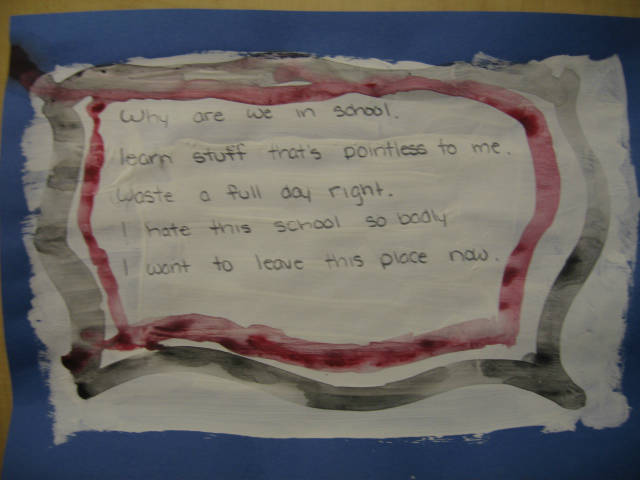 Why are we in school.
learn stuff that's pointless to me.
Waste a full day right.
I hate this school so badly
I want to leave this place now.